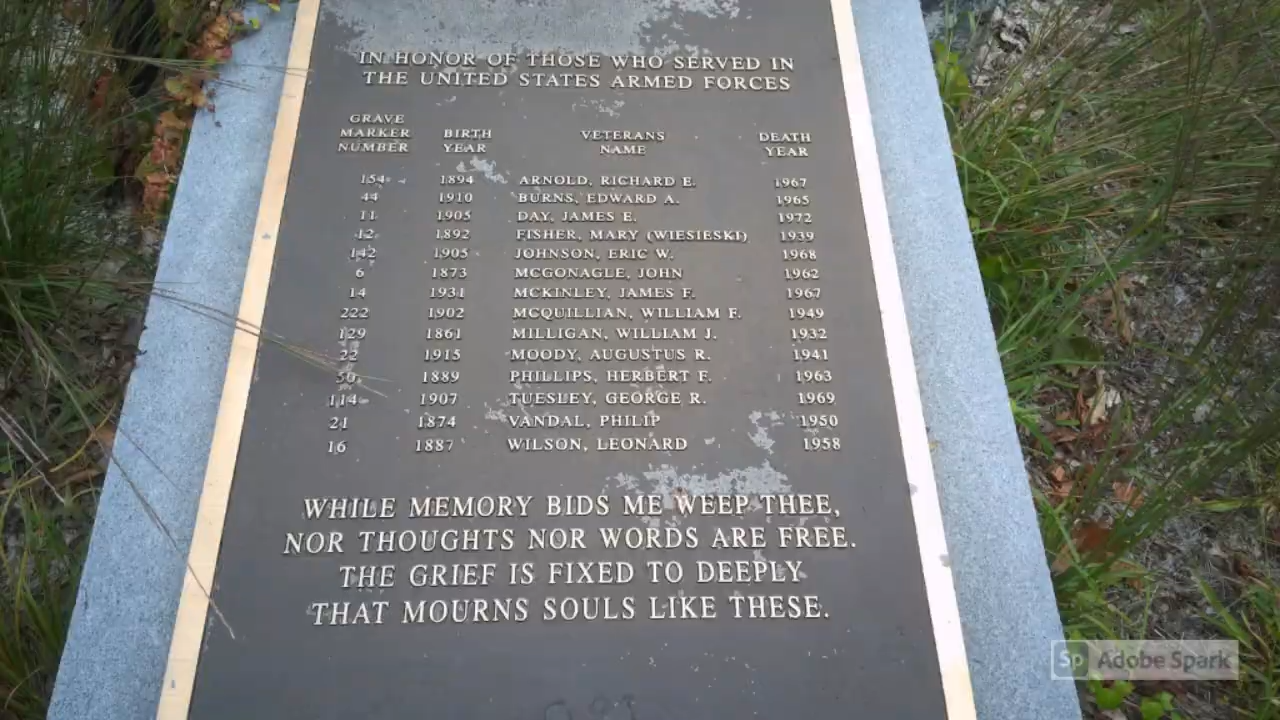 IN HONOR OF THOSE WHO SERVED IN
THE UNITED STATES ARMED FORCES
GRAVE MARKER NUMBER BIRTH YEAR VETERANS NAME DEATH YEAR
154 1894 ARNOLD, RICHARD E. 1967
44 1910 BURNS, EDWARD A. 1965
11 1905 DAY, JAMES E. 1972
12 1892 FISHER, MARY (WIESIESKI) 1939
142 1905 JOHNSON, ERIC W. 1968
6 1873 MCGONAGLE, JOHN 1962
14 1931 MCKINLEY, JAMES F. 1967
222 1902 MCQUILLIAN, WILLIAM F. 1949
129 1861 MILLIGAN, WILLIAM J. 1932
22 1915 MOODY, AUGUSTUS R. 1941
1889 PHILLIPS, HERBERT F. 1963
114 1907 TUESLEY, GEORGE R. 1969
21 1874 VANDAL, PHILIP 1950
16 1887 WILSON, LEONARD 1958
WHILE MEMORY BIDS ME WEEP THEE,
NOR THOUGHTS NOR WORDS ARE FREE.
THE GRIEF IS FIXED TO DEEPLY
THAT MOURNS SOULS LIKE THESE.
Sp Adobe Spark